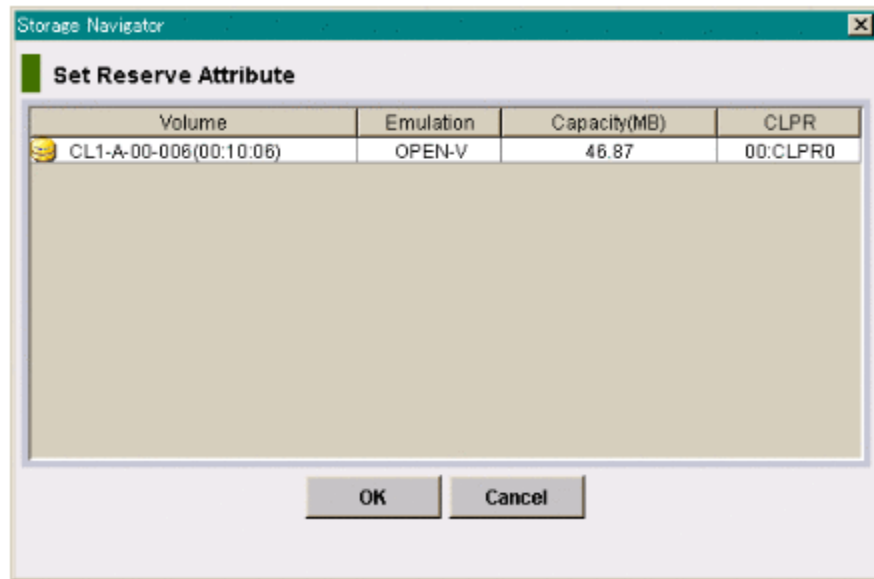 Storage Navigator
Set Reserve Attribute
Volume Emulation Capacity(MB) CLPR
CL1-A-00-006(00:10:06) OPEN-V 46.87 00:CLPR0
OK Cancel